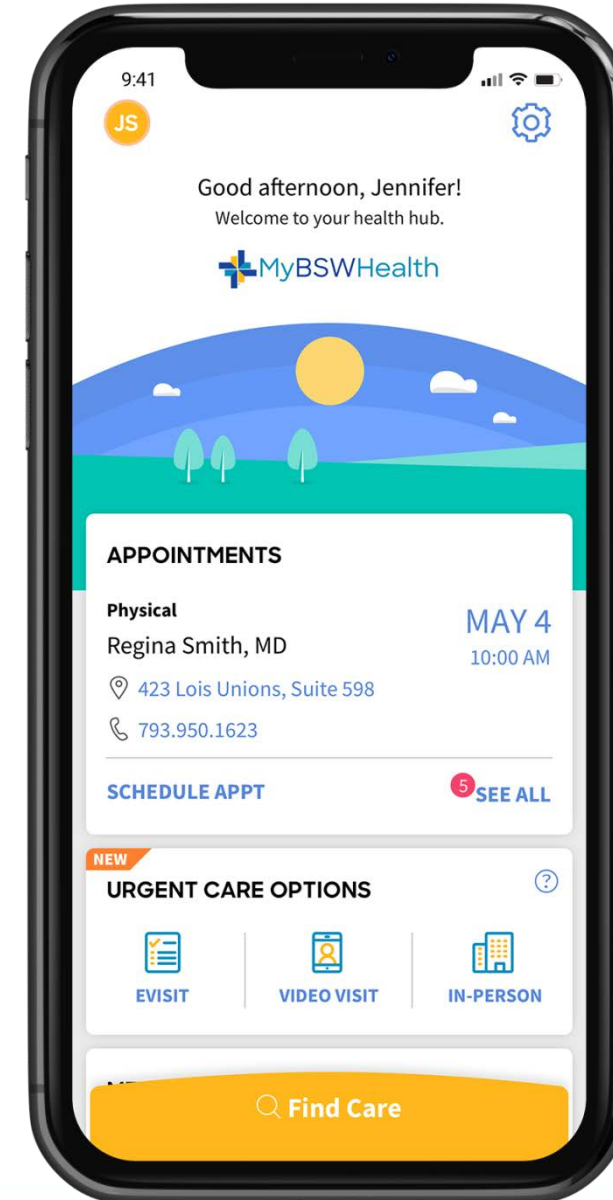 9:41
JS
Good afternoon, Jennifer!
Welcome to your health hub.
MyBSWHealth
APPOINTMENTS
Physical
Regina Smith, MD
MAY 4
10:00 AM
423 Lois Unions, Suite 598
793.950.1623
SCHEDULE APPT
5
SEE ALL
NEW
URGENT CARE OPTIONS
?
EVISIT
VIDEO VISIT
IN-PERSON
Find Care